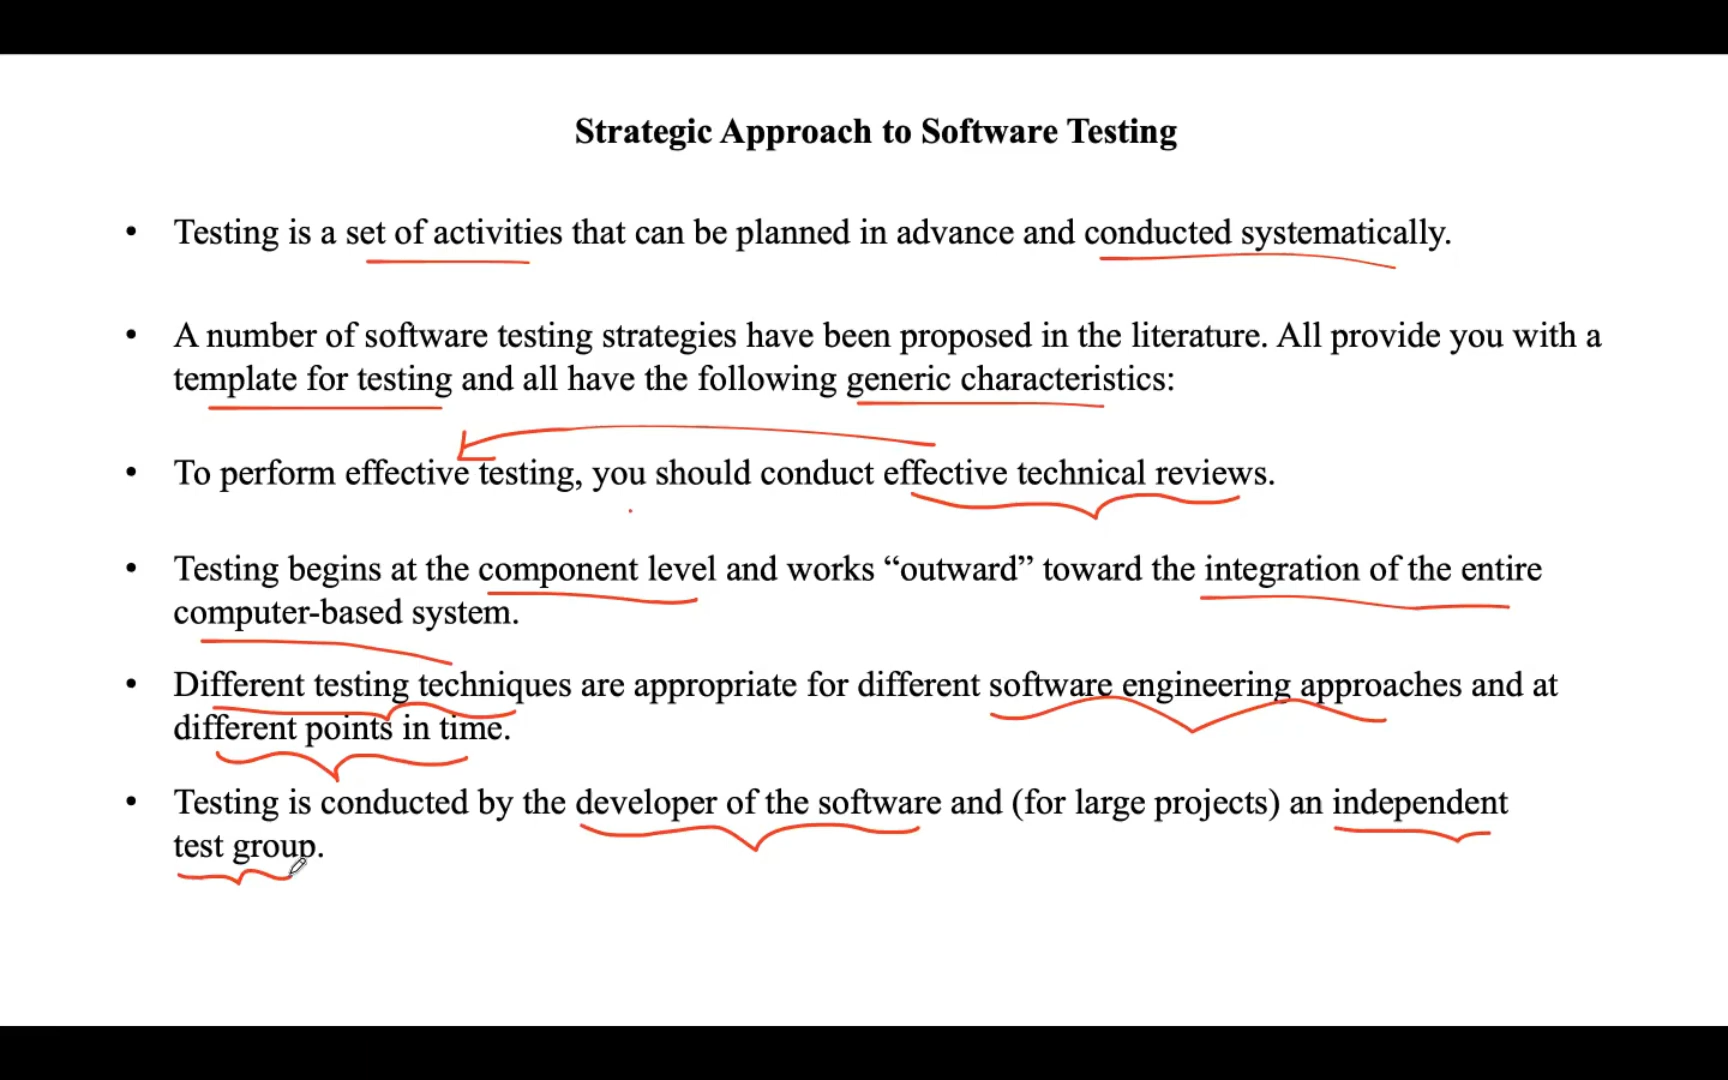 Strategic Approach to Software Testing
• Testing is a set of activities that can be planned in advance and conducted systematically.
• A number of software testing strategies have been proposed in the literature. All provide you with a
template for testing and all have the following generic characteristics:
• To perform effective testing, you should conduct effective technical reviews.
• Testing begins at the component level and works “outward” toward the integration of the entire
computer-based system.
• Different testing techniques are appropriate for different software engineering approaches and at
different points in time.
• Testing is conducted by the developer of the software and (for large projects) an independent
test group.